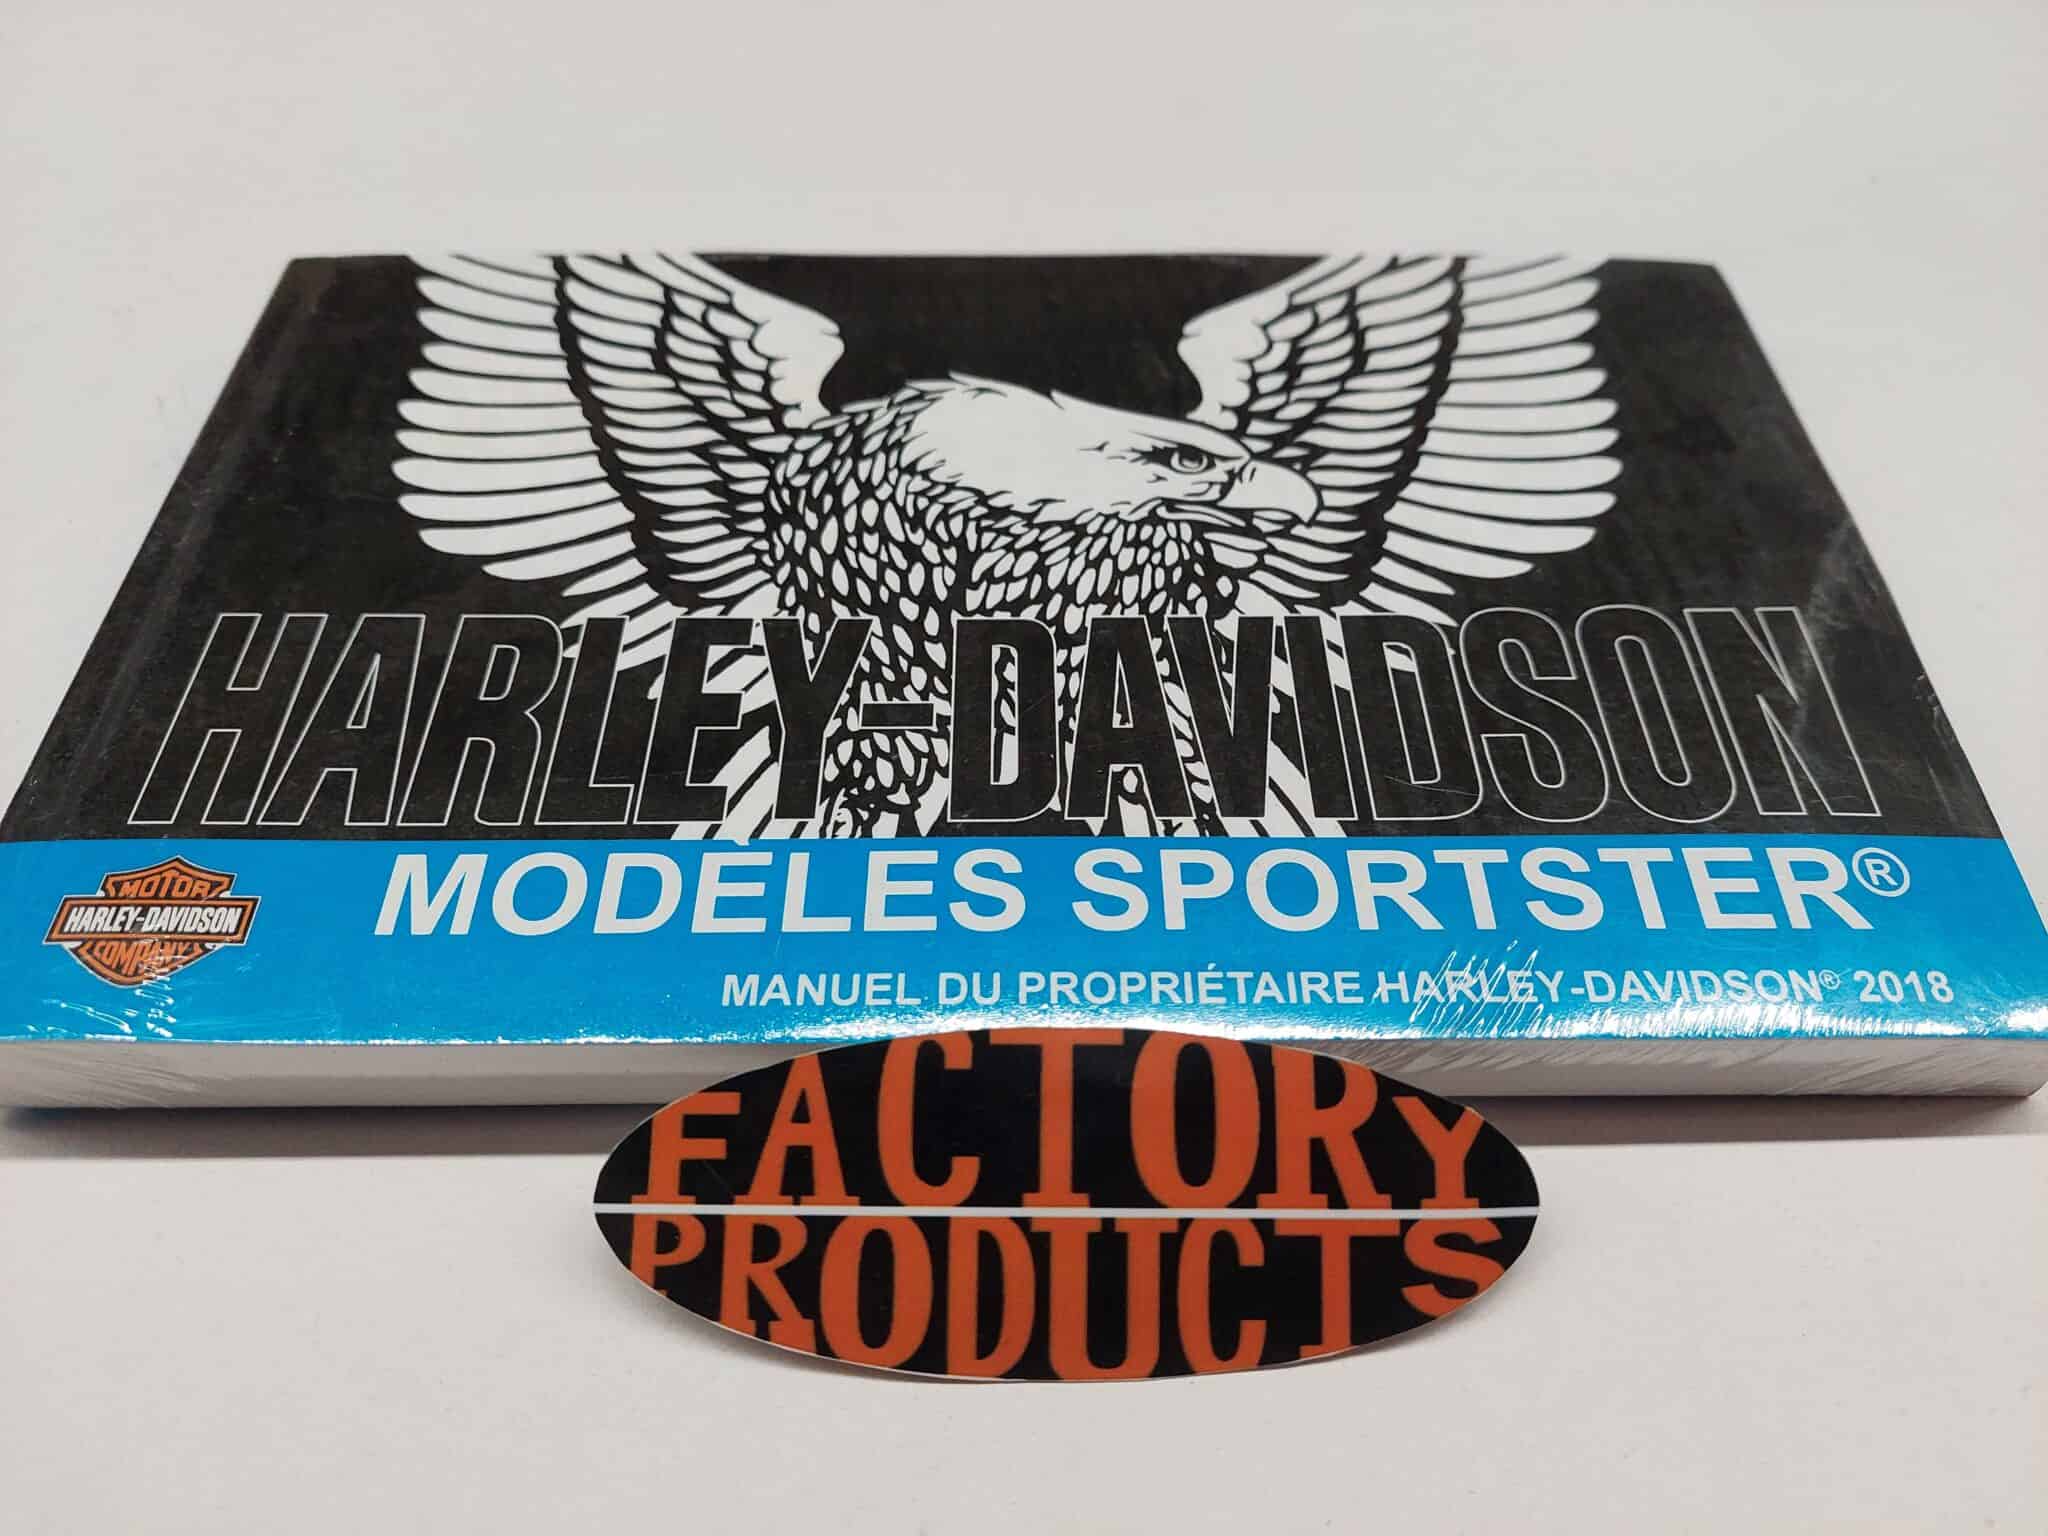 HARLEY-DAVIDSON
MOTOR
HARLEY-DAVIDSON
COMPANY
MODÈLES SPORTSTER®
MANUEL DU PROPRIÉTAIRE HARLEY-DAVIDSON® 2018
FACTORY
PRODUCTS